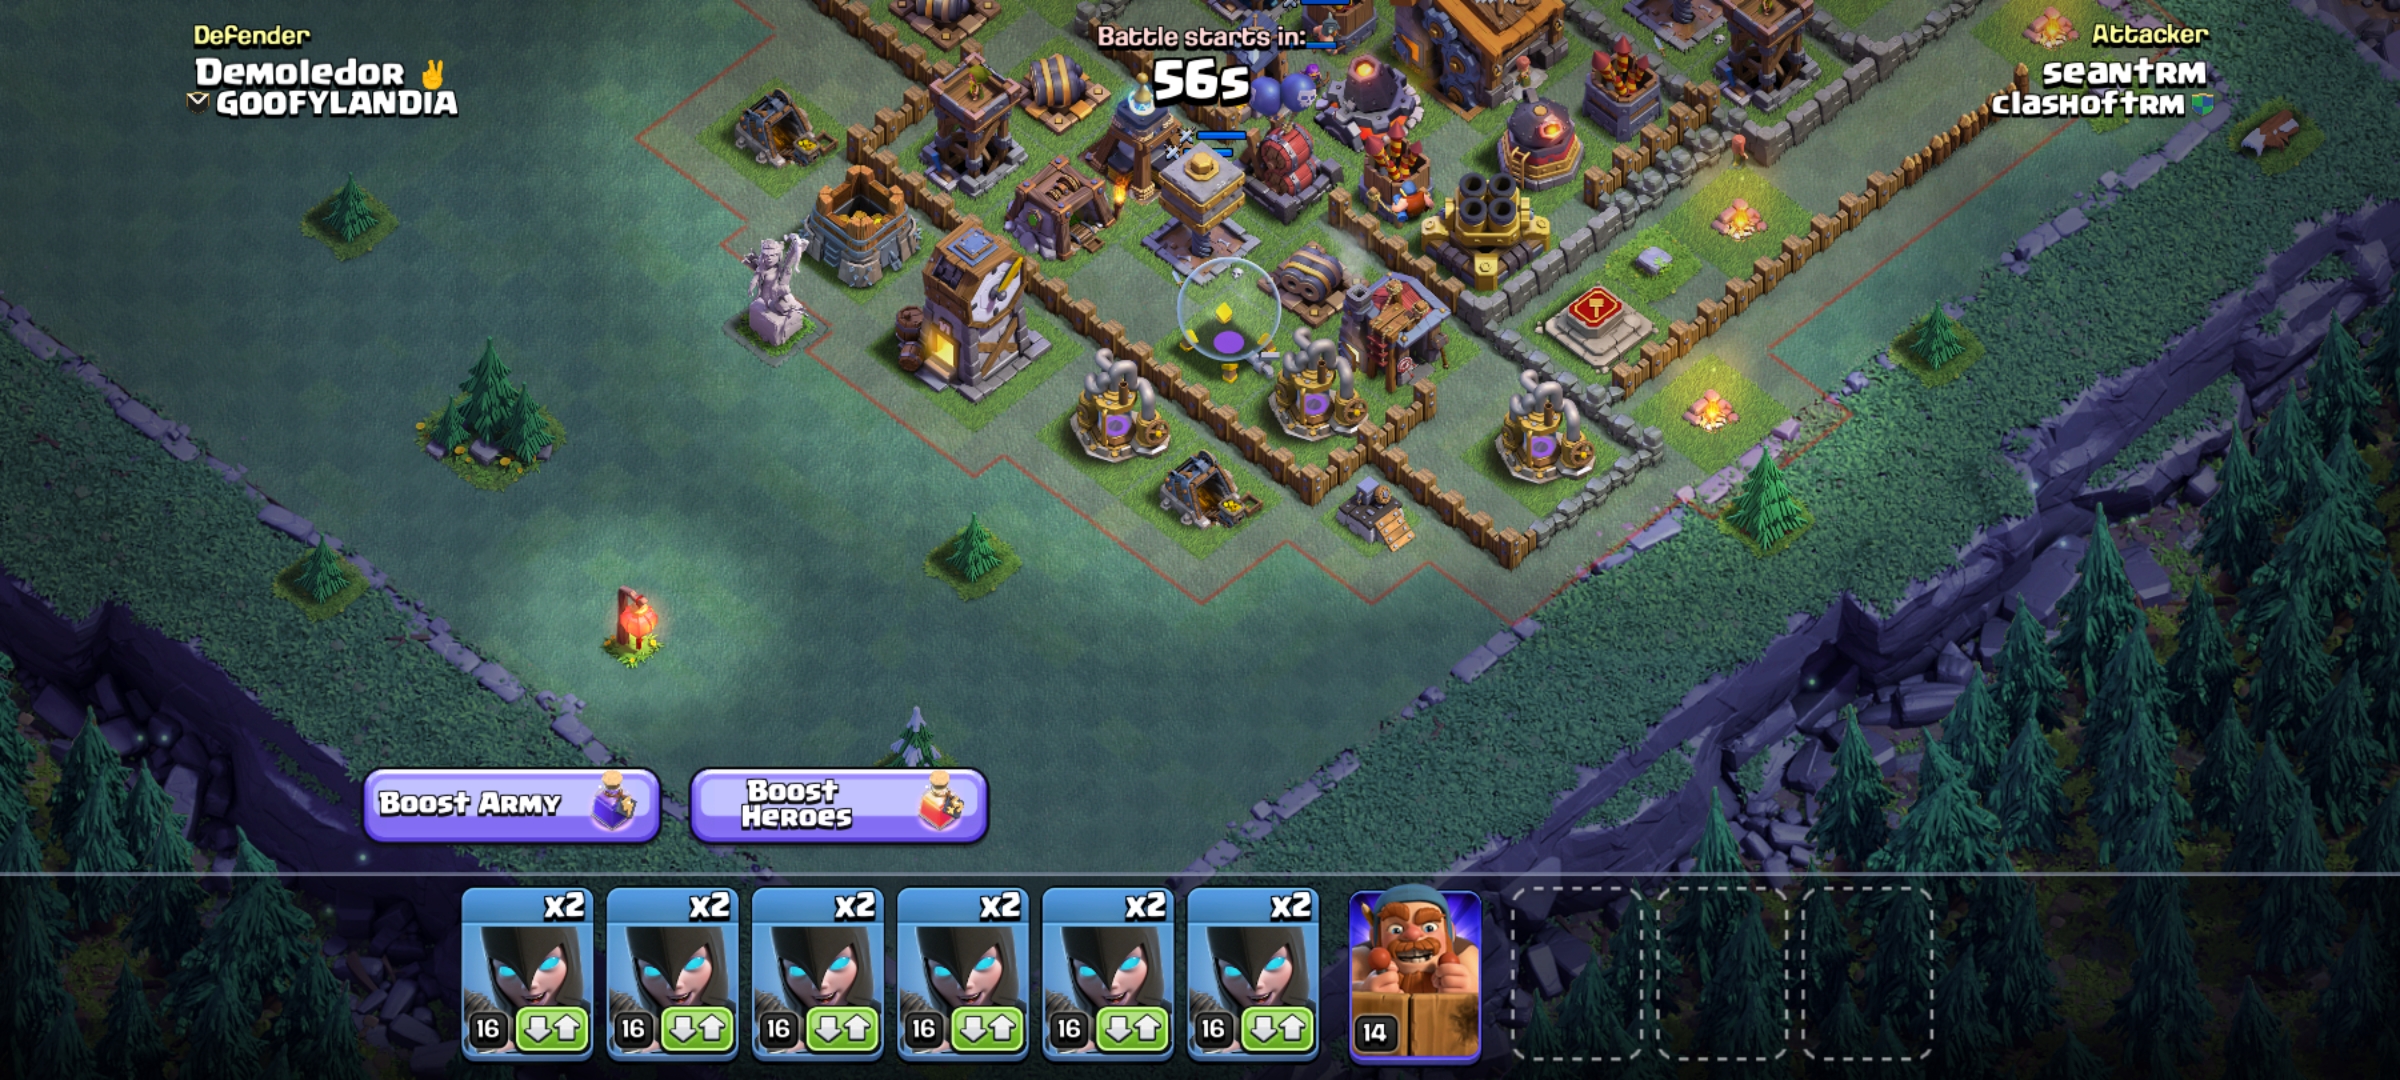 Defender
Demoledor ✌
GOOFYLANDIA
Battle starts in:
56s
Attacker
seantRM
clashoftRM
Boost Army
Boost
Heroes
x2
x2
x2
x2
x2
x2
16
16
16
16
16
16
14